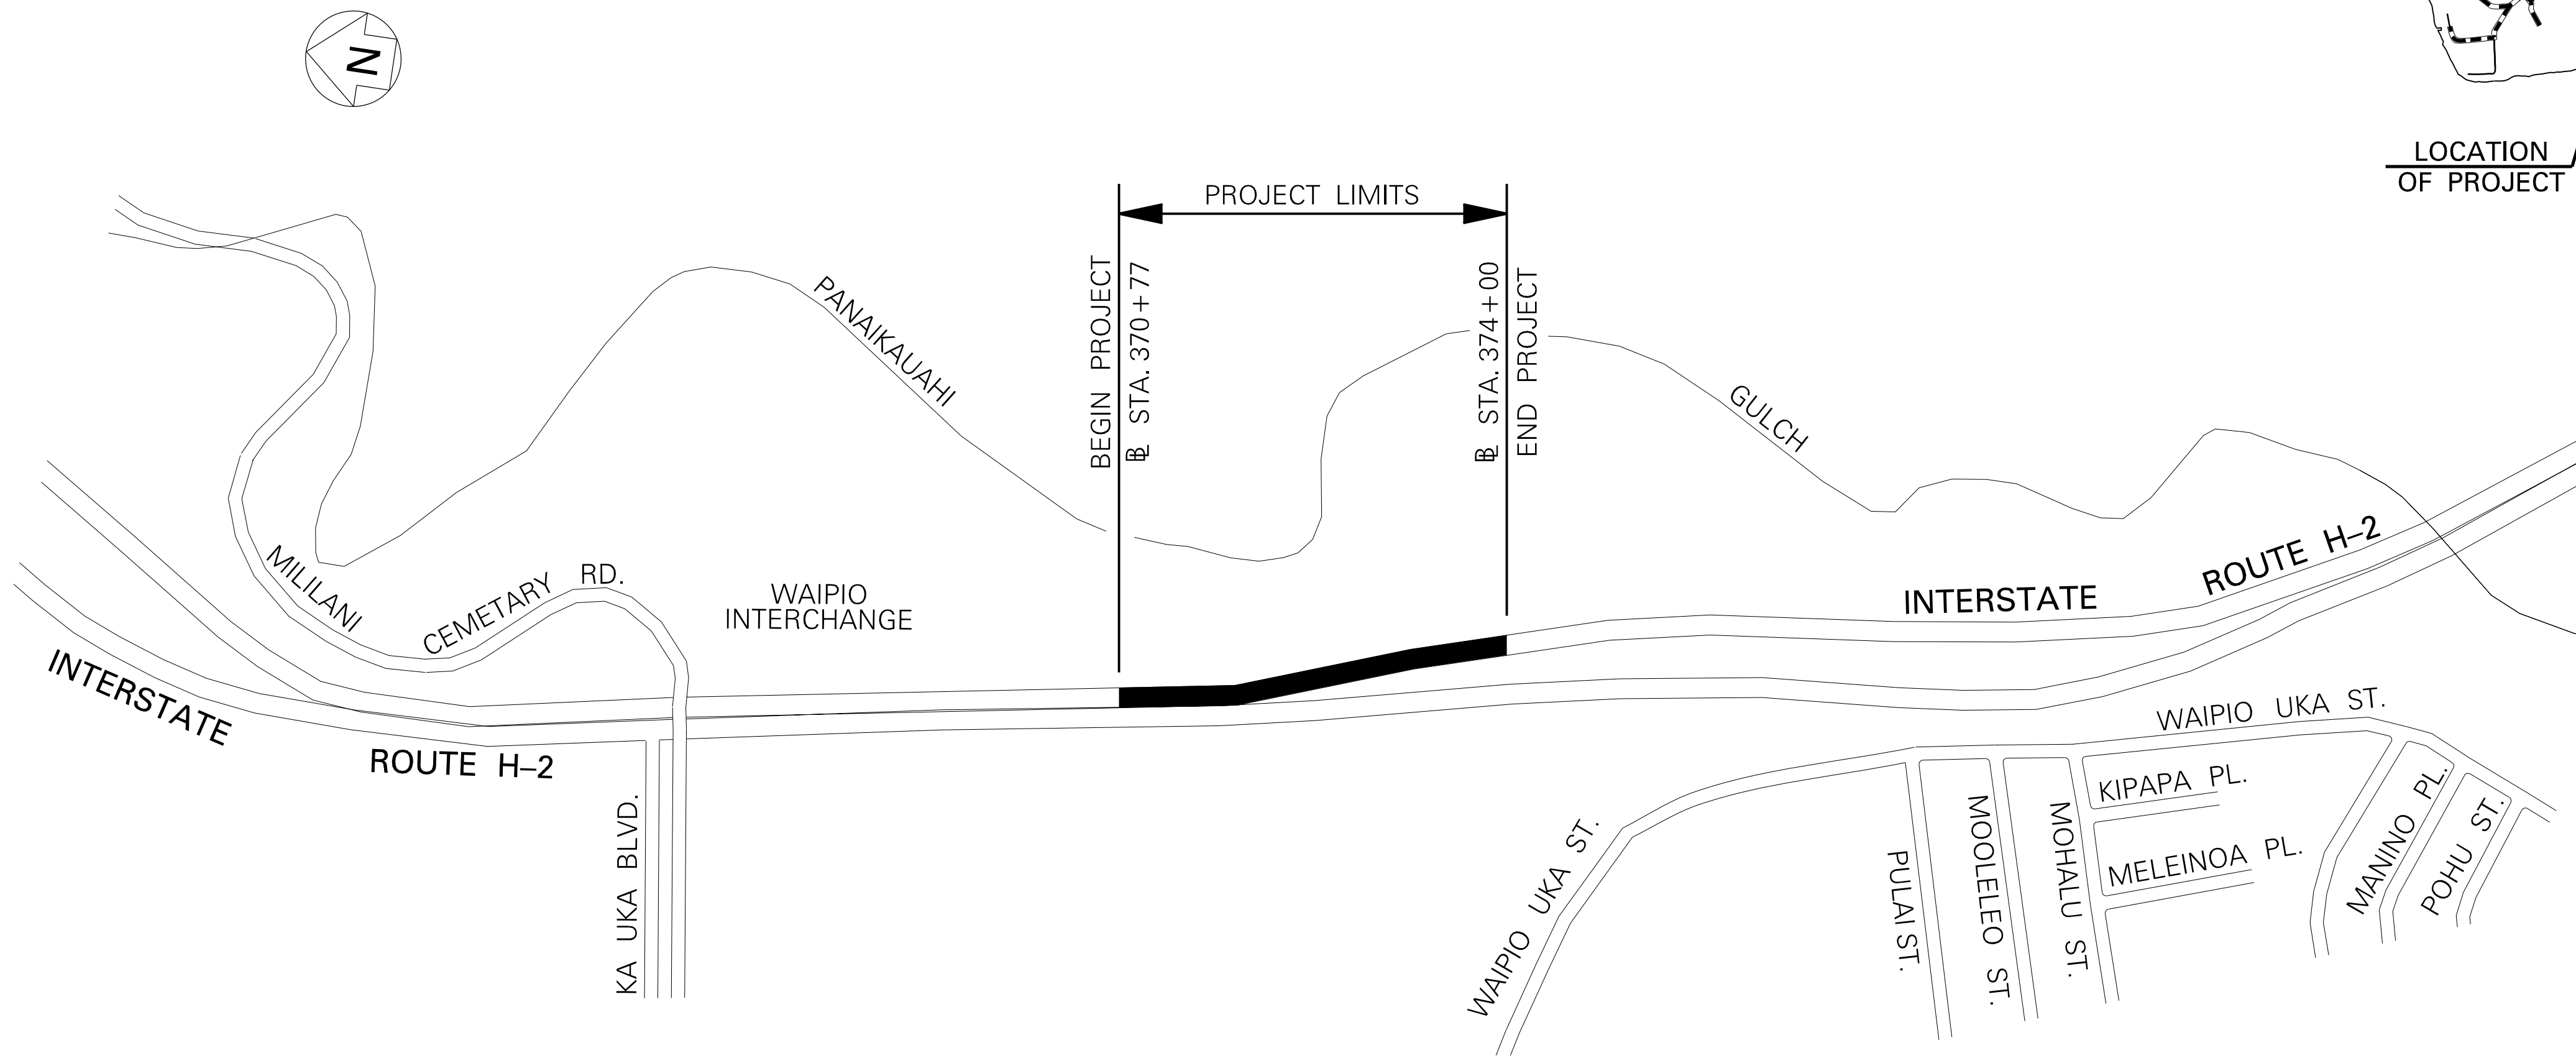 N
LOCATION
OF PROJECT
PROJECT LIMITS
BEGIN PROJECT
BL STA. 370+77
BL STA. 374+00
END PROJECT
PANAIKAUAHI
GULCH
MILILANI
CEMETARY
RD.
WAIPIO
INTERCHANGE
INTERSTATE
ROUTE H–2
INTERSTATE
ROUTE H–2
KA UKA BLVD.
WAIPIO UKA ST.
WAIPIO UKA ST.
PULAI ST.
MOOLELEO ST.
MOHALU ST.
KIPAPA PL.
MELEINOA PL.
MANINO PL.
POHU ST.